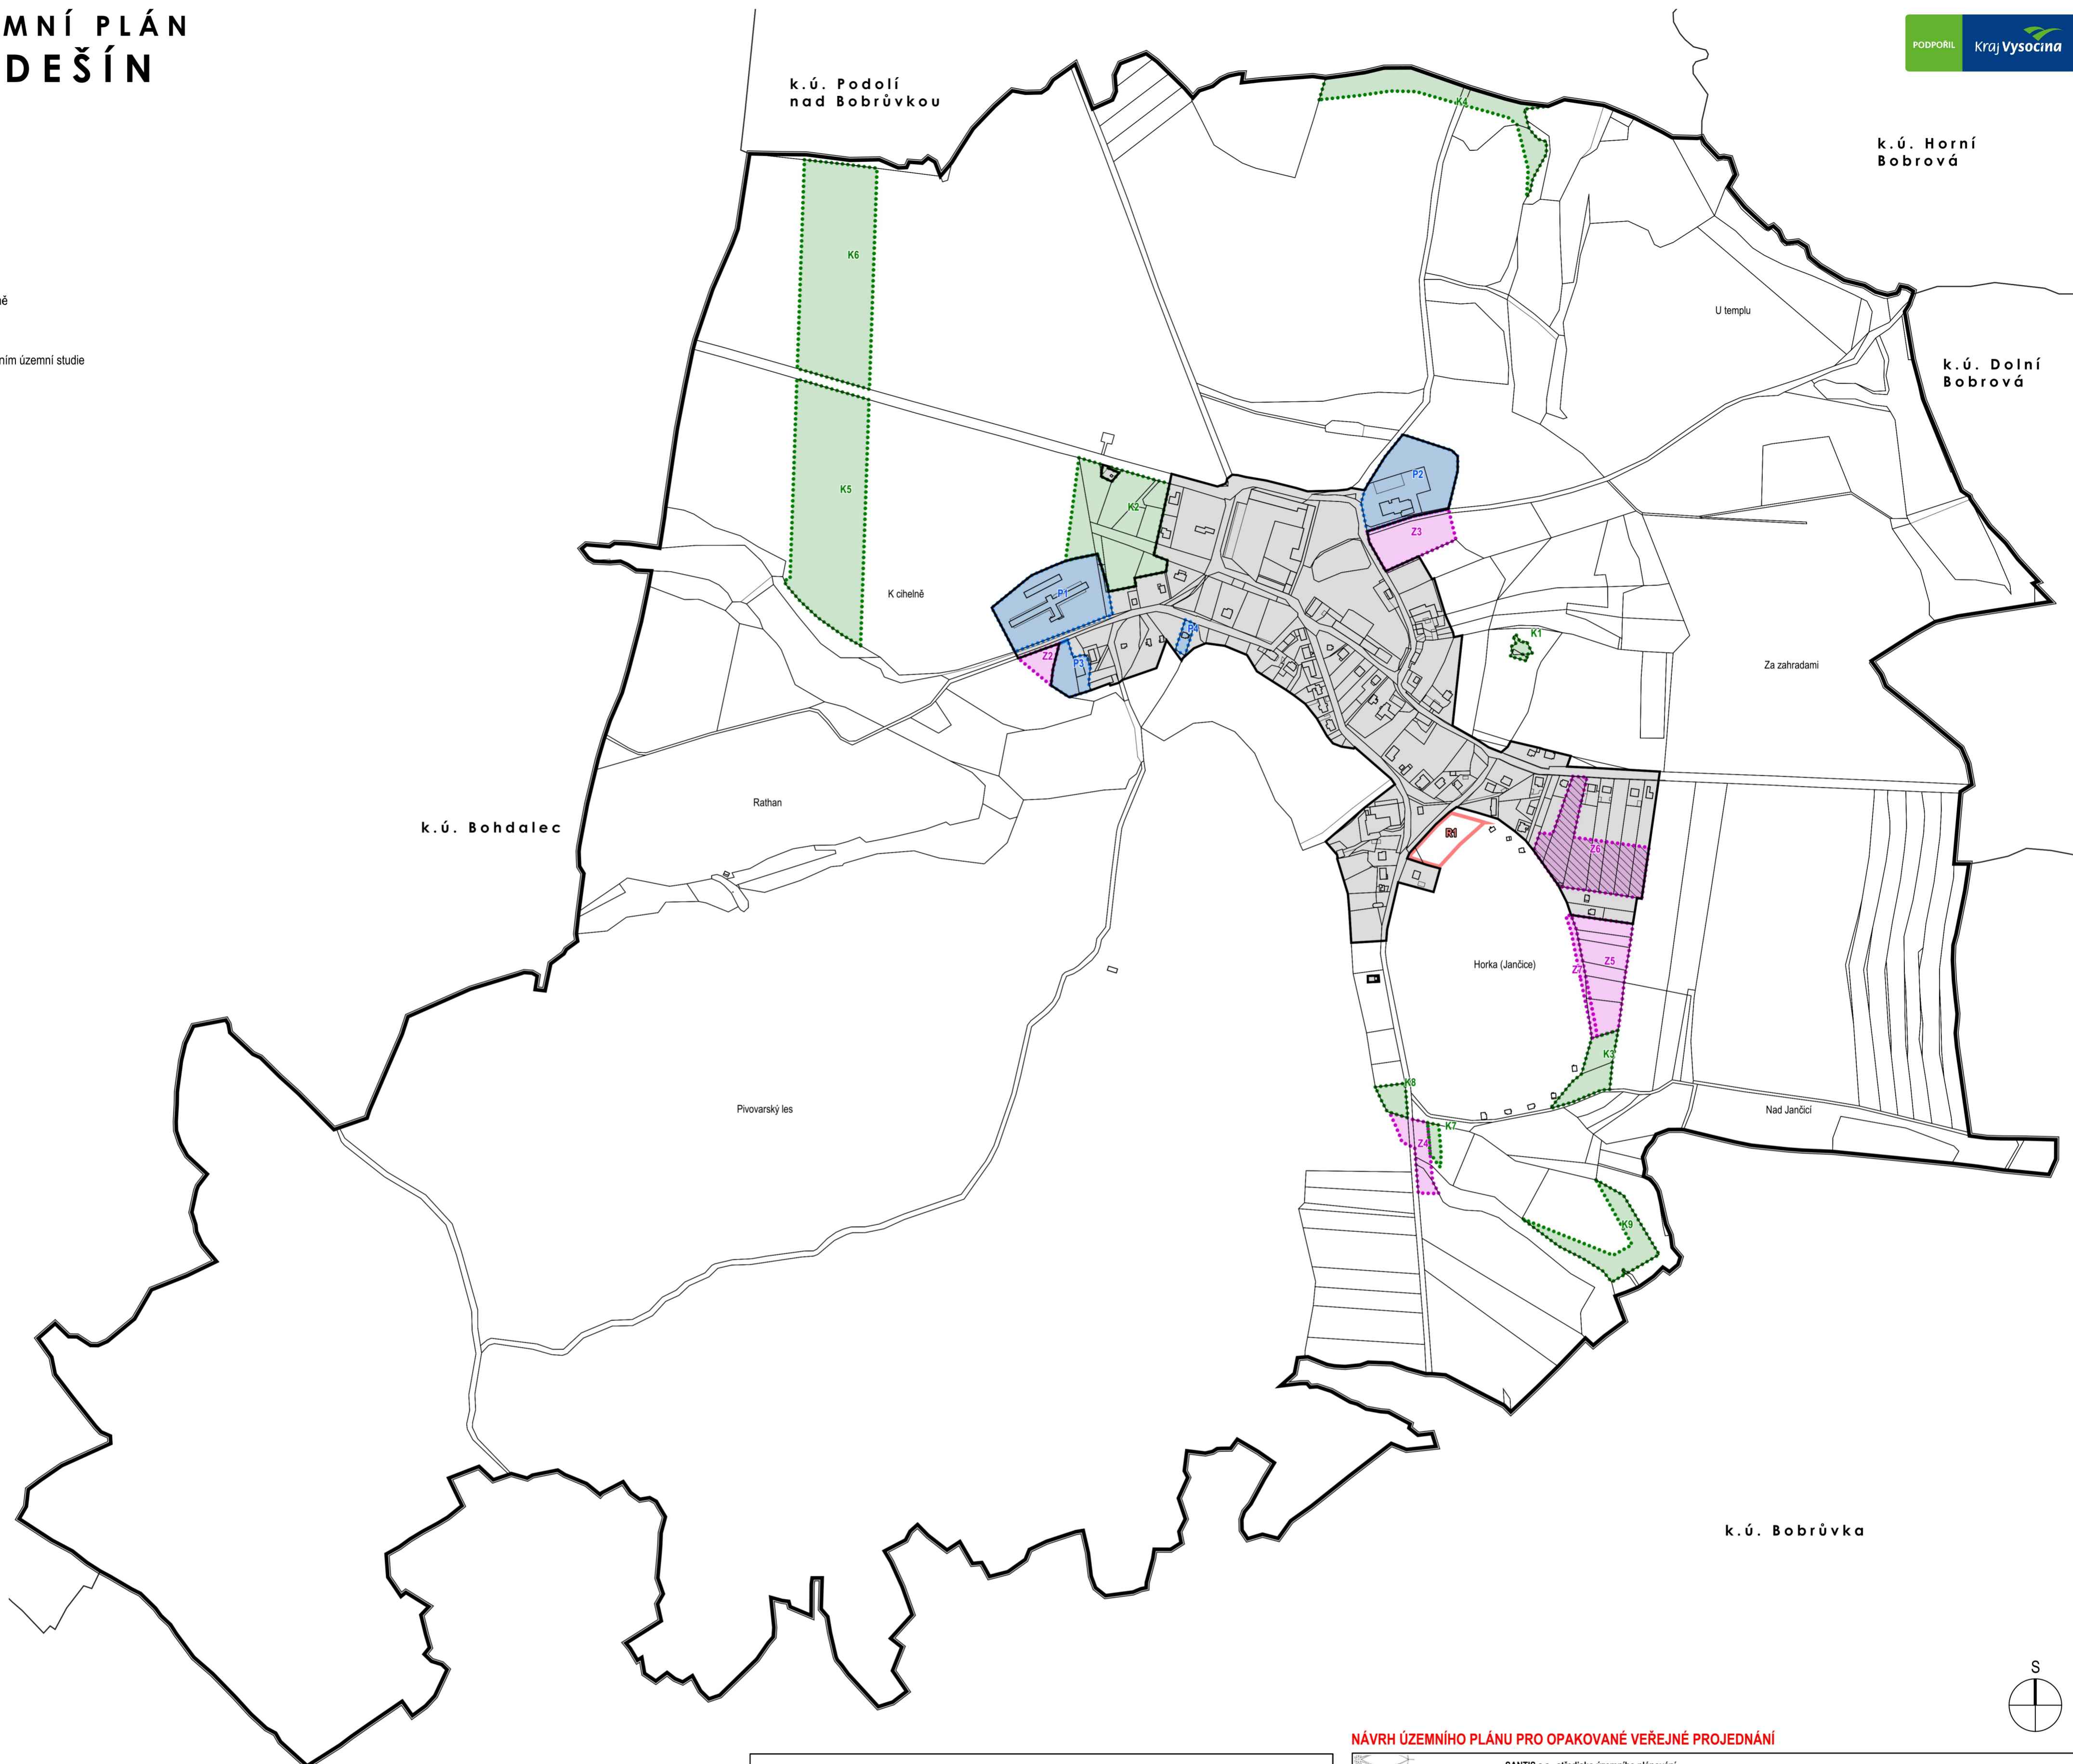 MNÍ PLÁN
DEŠÍN
PODPOŘIL
Kraj Vysočina
k.ú. Podolí
nad Bobrůvkou
K4
k.ú. Horní
Bobrová
K6
ně
U templu
ním územní studie
k.ú. Dolní
Bobrová
P2
K5
K2
Z3
K cihelně
P1
P4
K1
Z2
P3
Za zahradami
Rathan
k.ú. Bohdalec
R1
Z6
Horka (Jančice)
Z5
Z7
K3
K8
Pivovarský les
Nad Jančicí
K7
Z4
K9
k.ú. Bobrůvka
S
NÁVRH ÚZEMNÍHO PLÁNU PRO OPAKOVANÉ VEŘEJNÉ PROJEDNÁNÍ